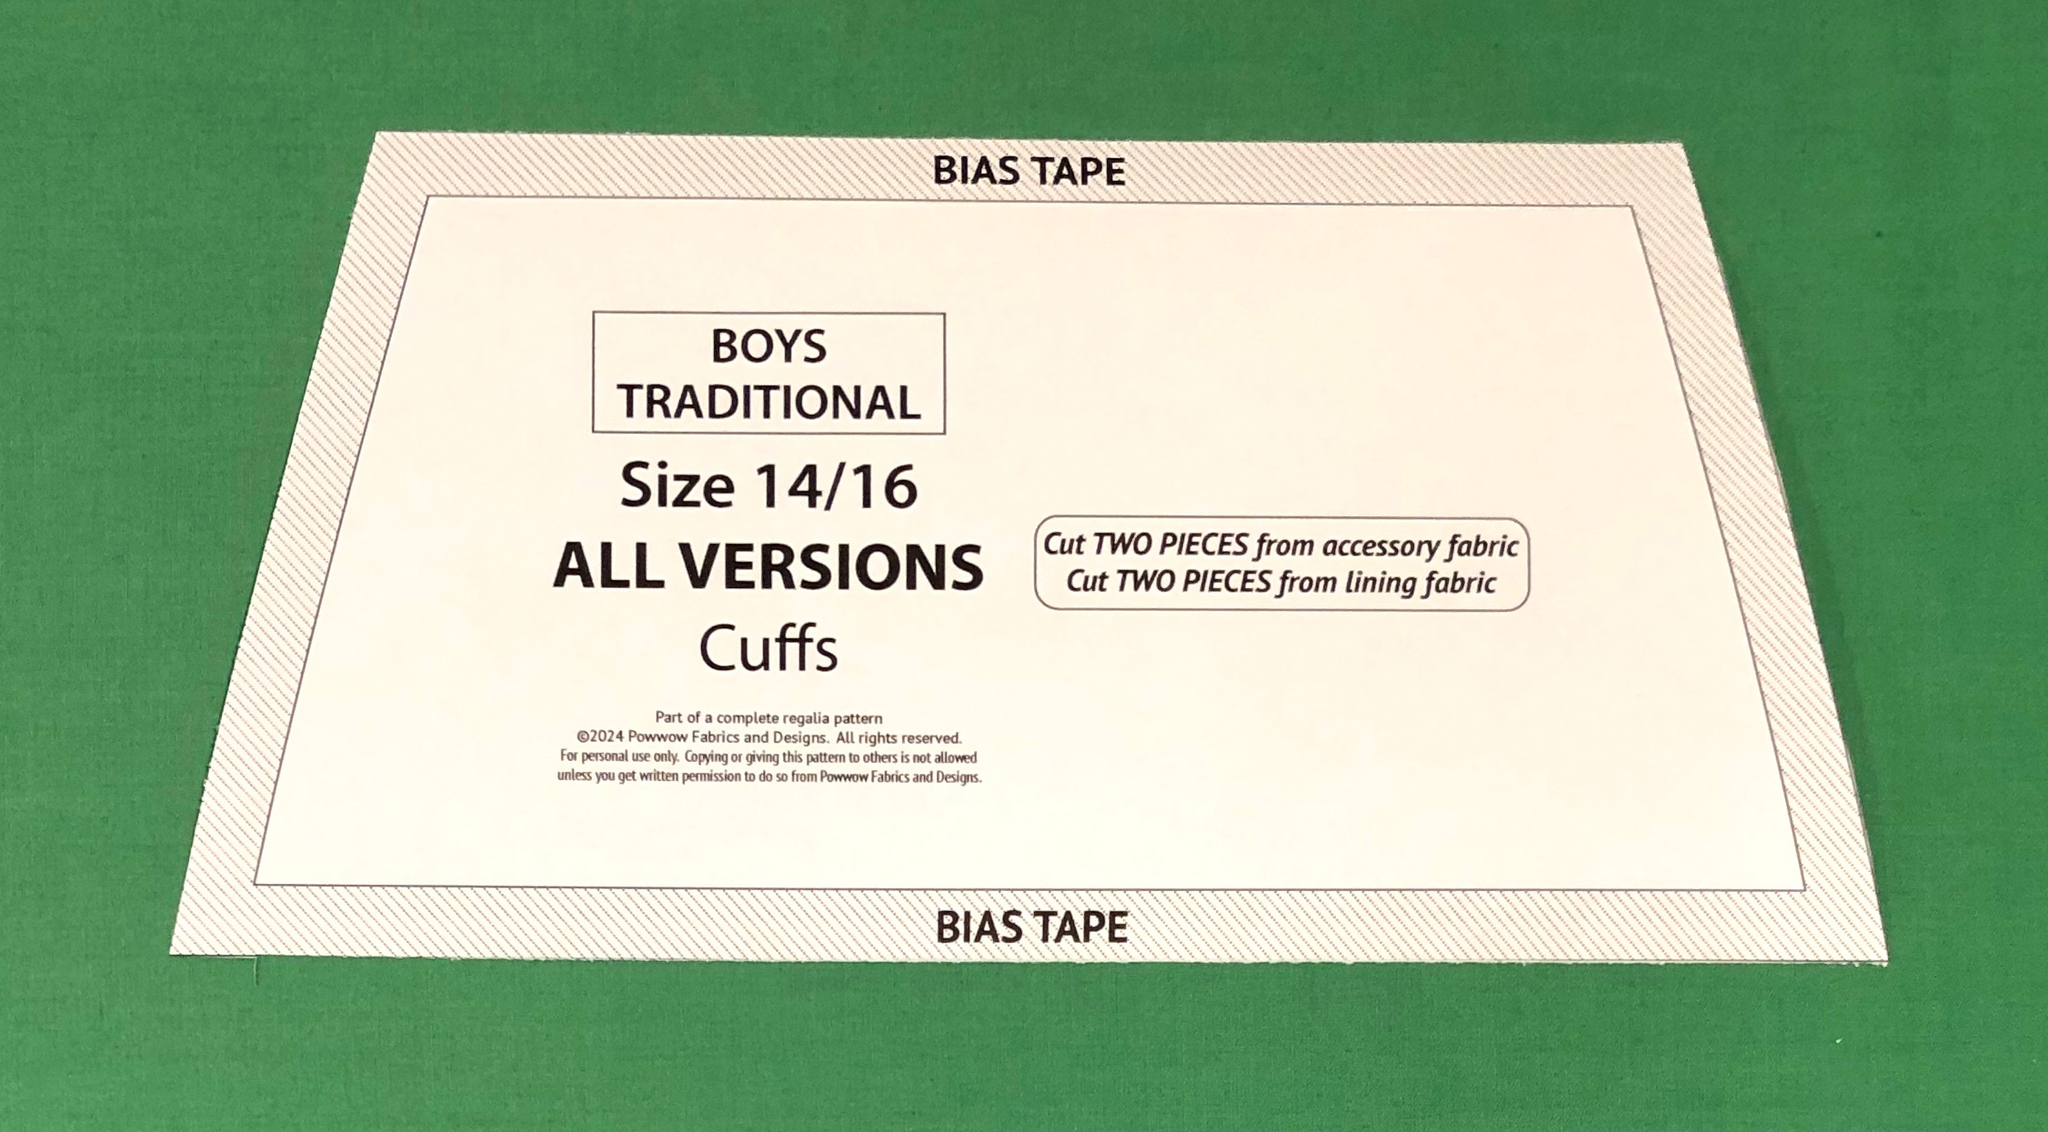 BIAS TAPE
BOYS
TRADITIONAL
Size 14/16
ALL VERSIONS
Cuffs
Part of a complete regalia pattern
©2024 Powwow Fabrics and Designs. All rights reserved.
For personal use only. Copying or giving this pattern to others is not allowed
unless you get written permission to do so from Powwow Fabrics and Designs.
Cut TWO PIECES from accessory fabric
Cut TWO PIECES from lining fabric
BIAS TAPE